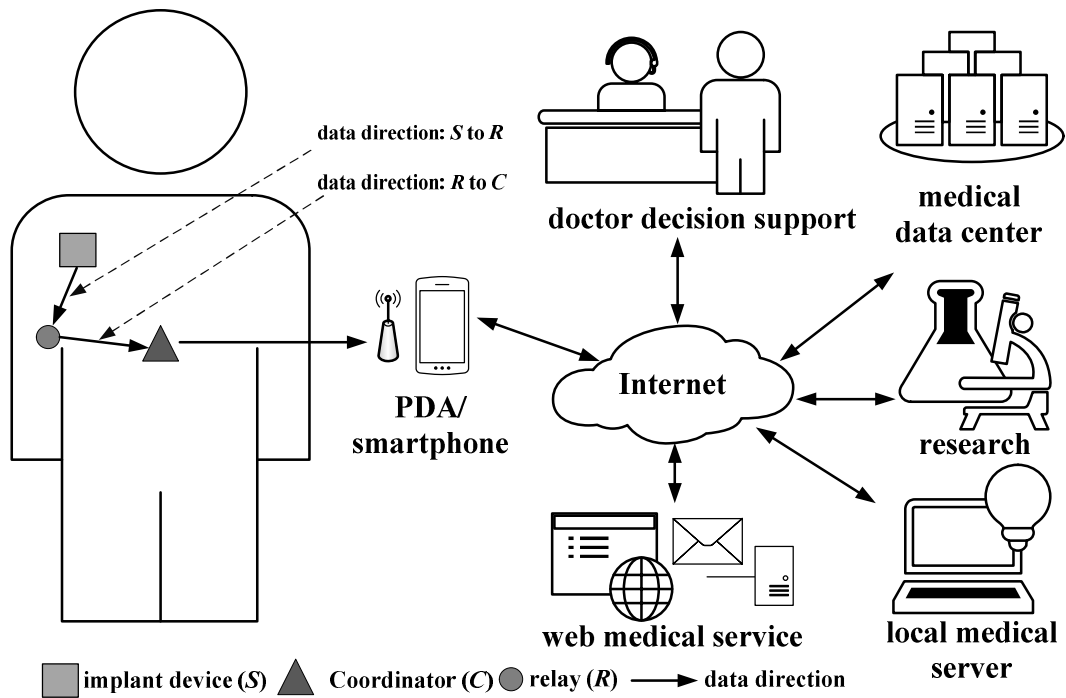 data direction: S to R
data direction: R to C
doctor decision support
medical
data center
PDA/
smartphone
Internet
research
web medical service
local medical
server
implant device (S)
Coordinator (C)
relay (R)
data direction